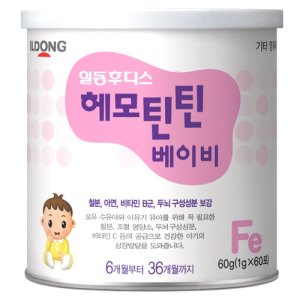 ILDONG
기타 영
일동후디스
헤모틴틴
베이비
철분, 아연, 비타민 B군, 두뇌 구성성분 보강
모유 수유아와 이유기 유아를 위해 꼭 필요한
철분, 조혈 영양소, 두뇌 구성성분,
비타민 C 등의 공급으로 건강한 아기의
성장발달을 도와줍니다.
6개월부터 36개월까지
Fe
60g(1g×60포)